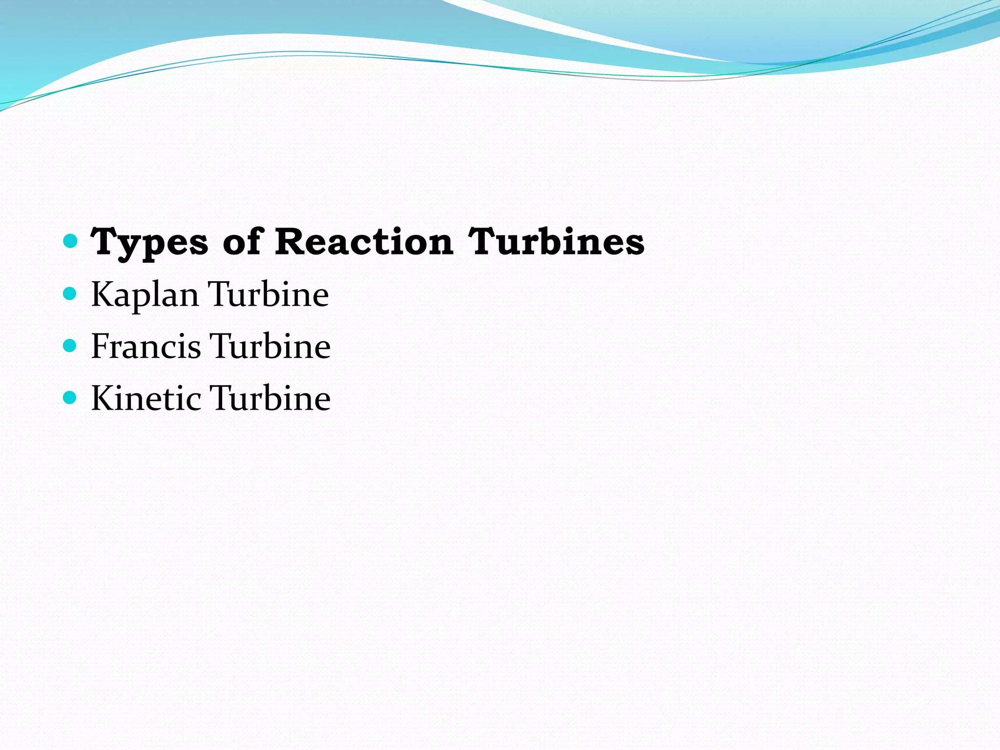 Types of Reaction Turbines
Kaplan Turbine
Francis Turbine
Kinetic Turbine